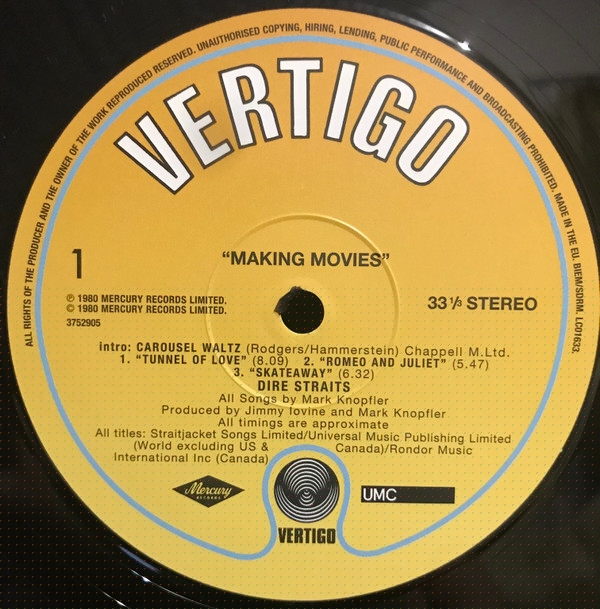 ALL RIGHTS OF THE PRODUCER AND THE OWNER OF THE WORK REPRODUCED RESERVED. UNAUTHORISED COPYING, HIRING, LENDING, PUBLIC PERFORMANCE AND BROADCASTING PROHIBITED. MADE IN THE EU. BIEM/SDRM. LC01633.
VERTIGO
1
“MAKING MOVIES”
℗ 1980 MERCURY RECORDS LIMITED.
© 1980 MERCURY RECORDS LIMITED.
3752905
33 1/3 STEREO
intro: CAROUSEL WALTZ (Rodgers/Hammerstein) Chappell M.Ltd.
1. “TUNNEL OF LOVE” (8.09) 2. “ROMEO AND JULIET” (5.47)
3. “SKATEAWAY” (6.32)
DIRE STRAITS
All Songs by Mark Knopfler
Produced by Jimmy Iovine and Mark Knopfler
All timings are approximate
All titles: Straitjacket Songs Limited/Universal Music Publishing Limited
(World excluding US & Canada)/Rondor Music
International Inc (Canada)
Mercury
RECORDS
UMC
VERTIGO